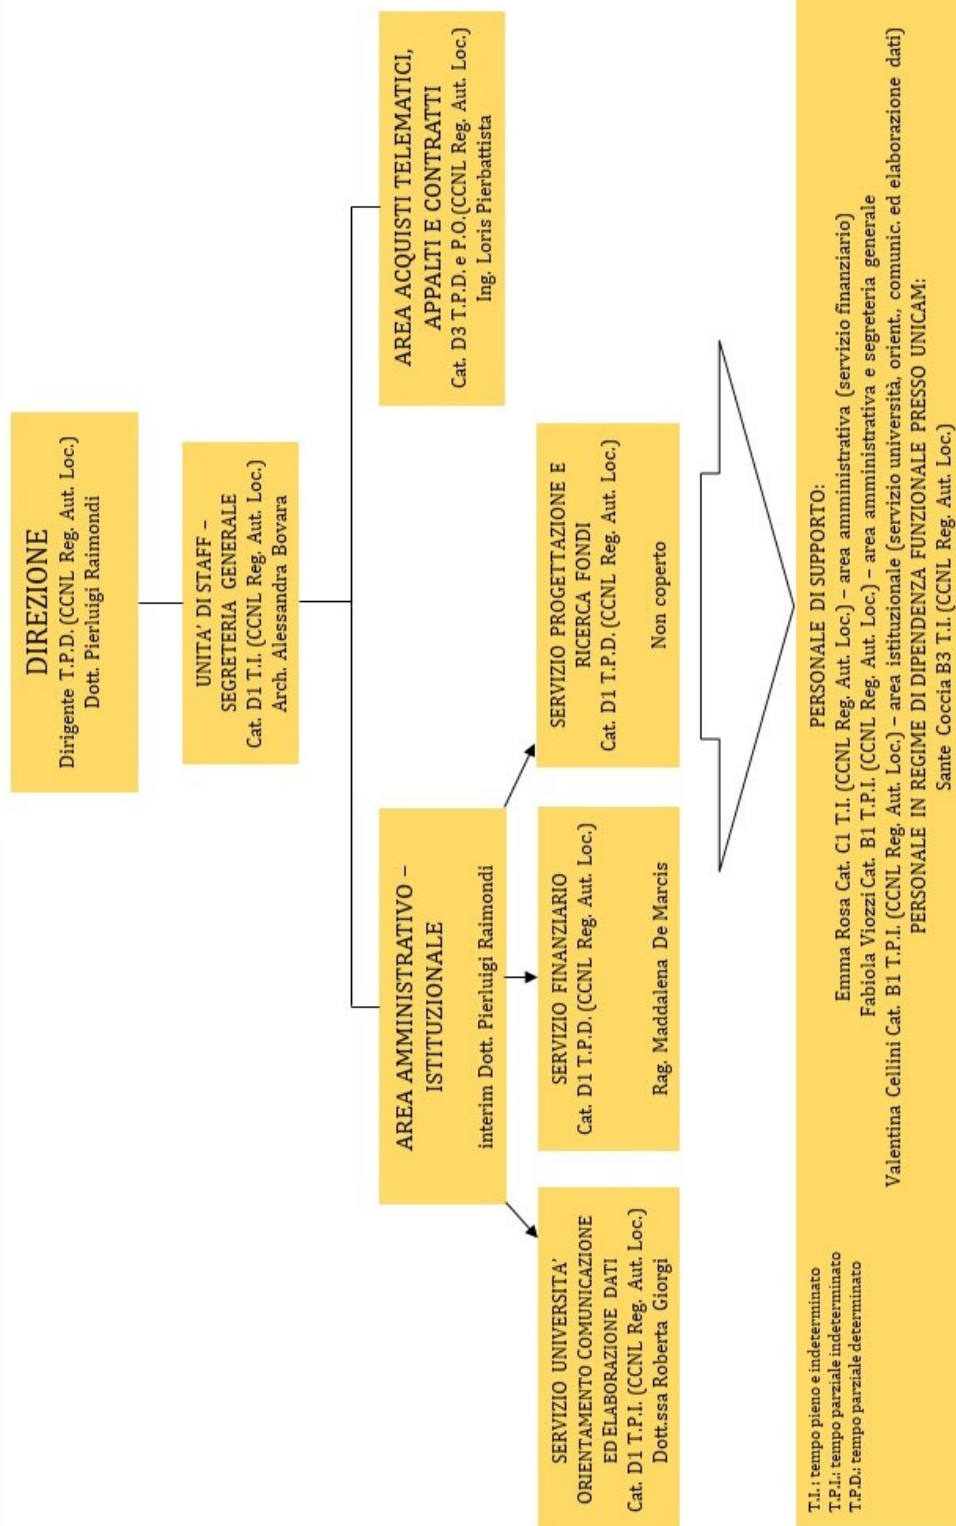 DIREZIONE
Dirigente T.P.D. (CCNL Reg. Aut. Loc.)
Dott. Pierluigi Raimondi
UNITA' DI STAFF –
SEGRETERIA GENERALE
Cat. D1 T.I. (CCNL Reg. Aut. Loc.)
Arch. Alessandra Bovara
AREA AMMINISTRATIVO –
ISTITUZIONALE
interim Dott. Pierluigi Raimondi
AREA ACQUISTI TELEMATICI,
APPALTI E CONTRATTI
Cat. D3 T.P.D. e P.O.(CCNL Reg. Aut. Loc.)
Ing. Loris Pierbattista
SERVIZIO UNIVERSITA'
ORIENTAMENTO COMUNICAZIONE
ED ELABORAZIONE DATI
Cat. D1 T.P.I. (CCNL Reg. Aut. Loc.)
Dott.ssa Roberta Giorgi
SERVIZIO FINANZIARIO
Cat. D1 T.P.D. (CCNL Reg. Aut. Loc.)
Rag. Maddalena De Marcis
SERVIZIO PROGETTAZIONE E
RICERCA FONDI
Cat. D1 T.P.D. (CCNL Reg. Aut. Loc.)
Non coperto
T.I.: tempo pieno e indeterminato
T.P.I.: tempo parziale indeterminato
T.P.D.: tempo parziale determinato
PERSONALE DI SUPPORTO:
Emma Rosa Cat. C1 T.I. (CCNL Reg. Aut. Loc.) – area amministrativa (servizio finanziario)
Fabiola Viozzi Cat. B1 T.P.I. (CCNL Reg. Aut. Loc.) – area amministrativa e segreteria generale
Valentina Cellini Cat. B1 T.P.I. (CCNL Reg. Aut. Loc.) – area istituzionale (servizio università, orient., comunic. ed elaborazione dati)
PERSONALE IN REGIME DI DIPENDENZA FUNZIONALE PRESSO UNICAM:
Sante Coccia B3 T.I. (CCNL Reg. Aut. Loc.)